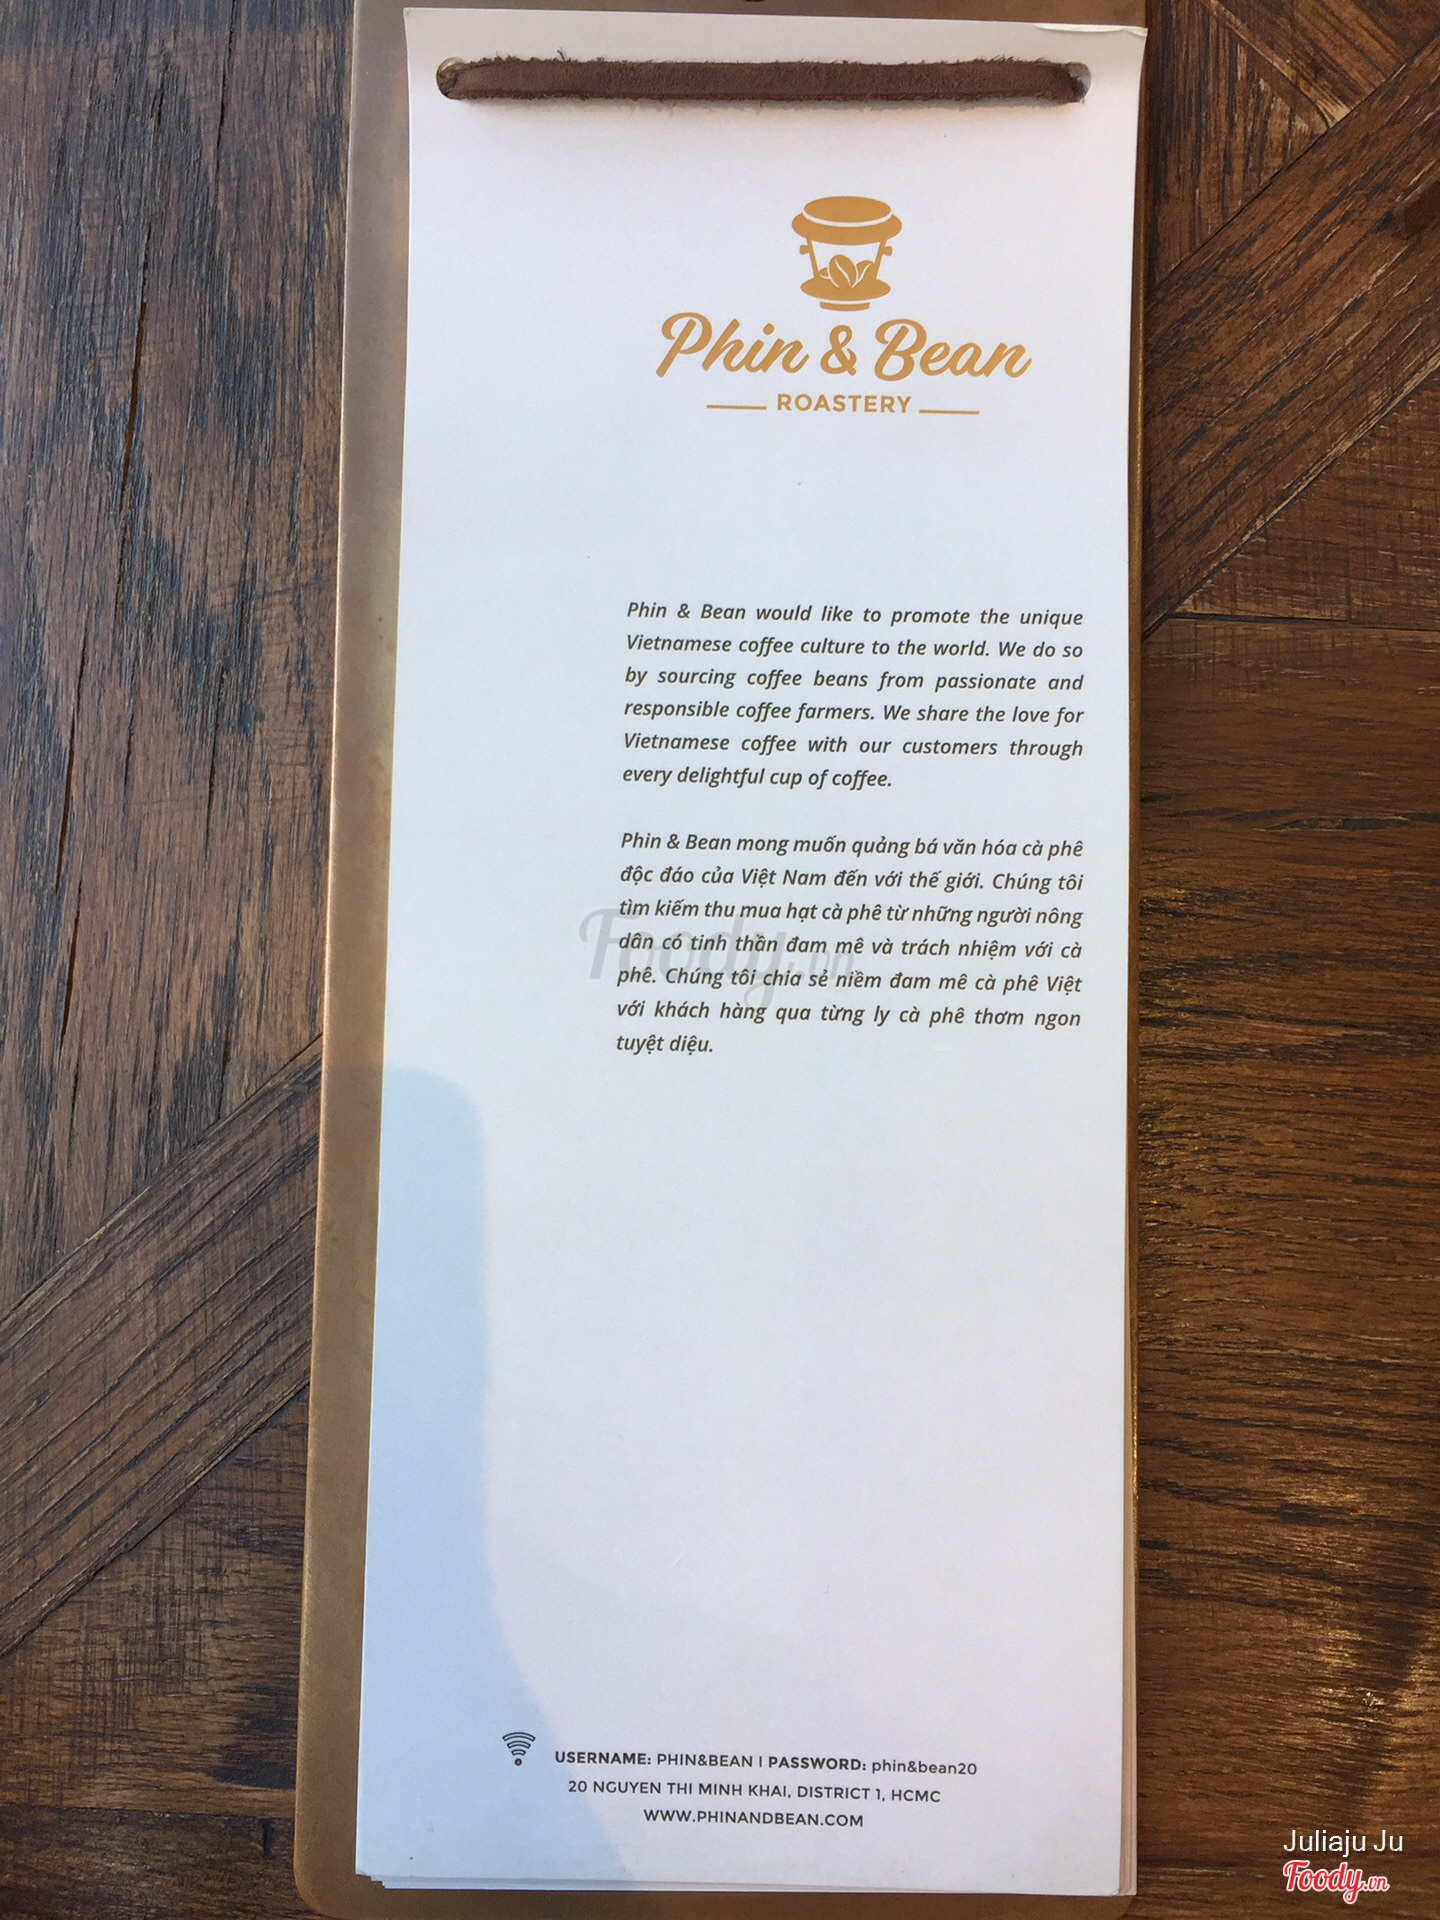 Phin & Bean
ROASTERY
Phin & Bean would like to promote the unique
Vietnamese coffee culture to the world. We do so
by sourcing coffee beans from passionate and
responsible coffee farmers. We share the love for
Vietnamese coffee with our customers through
every delightful cup of coffee.
Phin & Bean mong muốn quảng bá văn hóa cà phê
độc đáo của Việt Nam đến với thế giới. Chúng tôi
tìm kiếm thu mua hạt cà phê từ những người nông
dân có tinh thần đam mê và trách nhiệm với cà
phê. Chúng tôi chia sẻ niềm đam mê cà phê Việt
với khách hàng qua từng ly cà phê thơm ngon
tuyệt diệu.
Foody.vn
USERNAME: PHIN&BEAN | PASSWORD: phin&bean20
20 NGUYEN THI MINH KHAI, DISTRICT 1, HCMC
WWW.PHINANDBEAN.COM
Juliaju Ju
Foody.vn